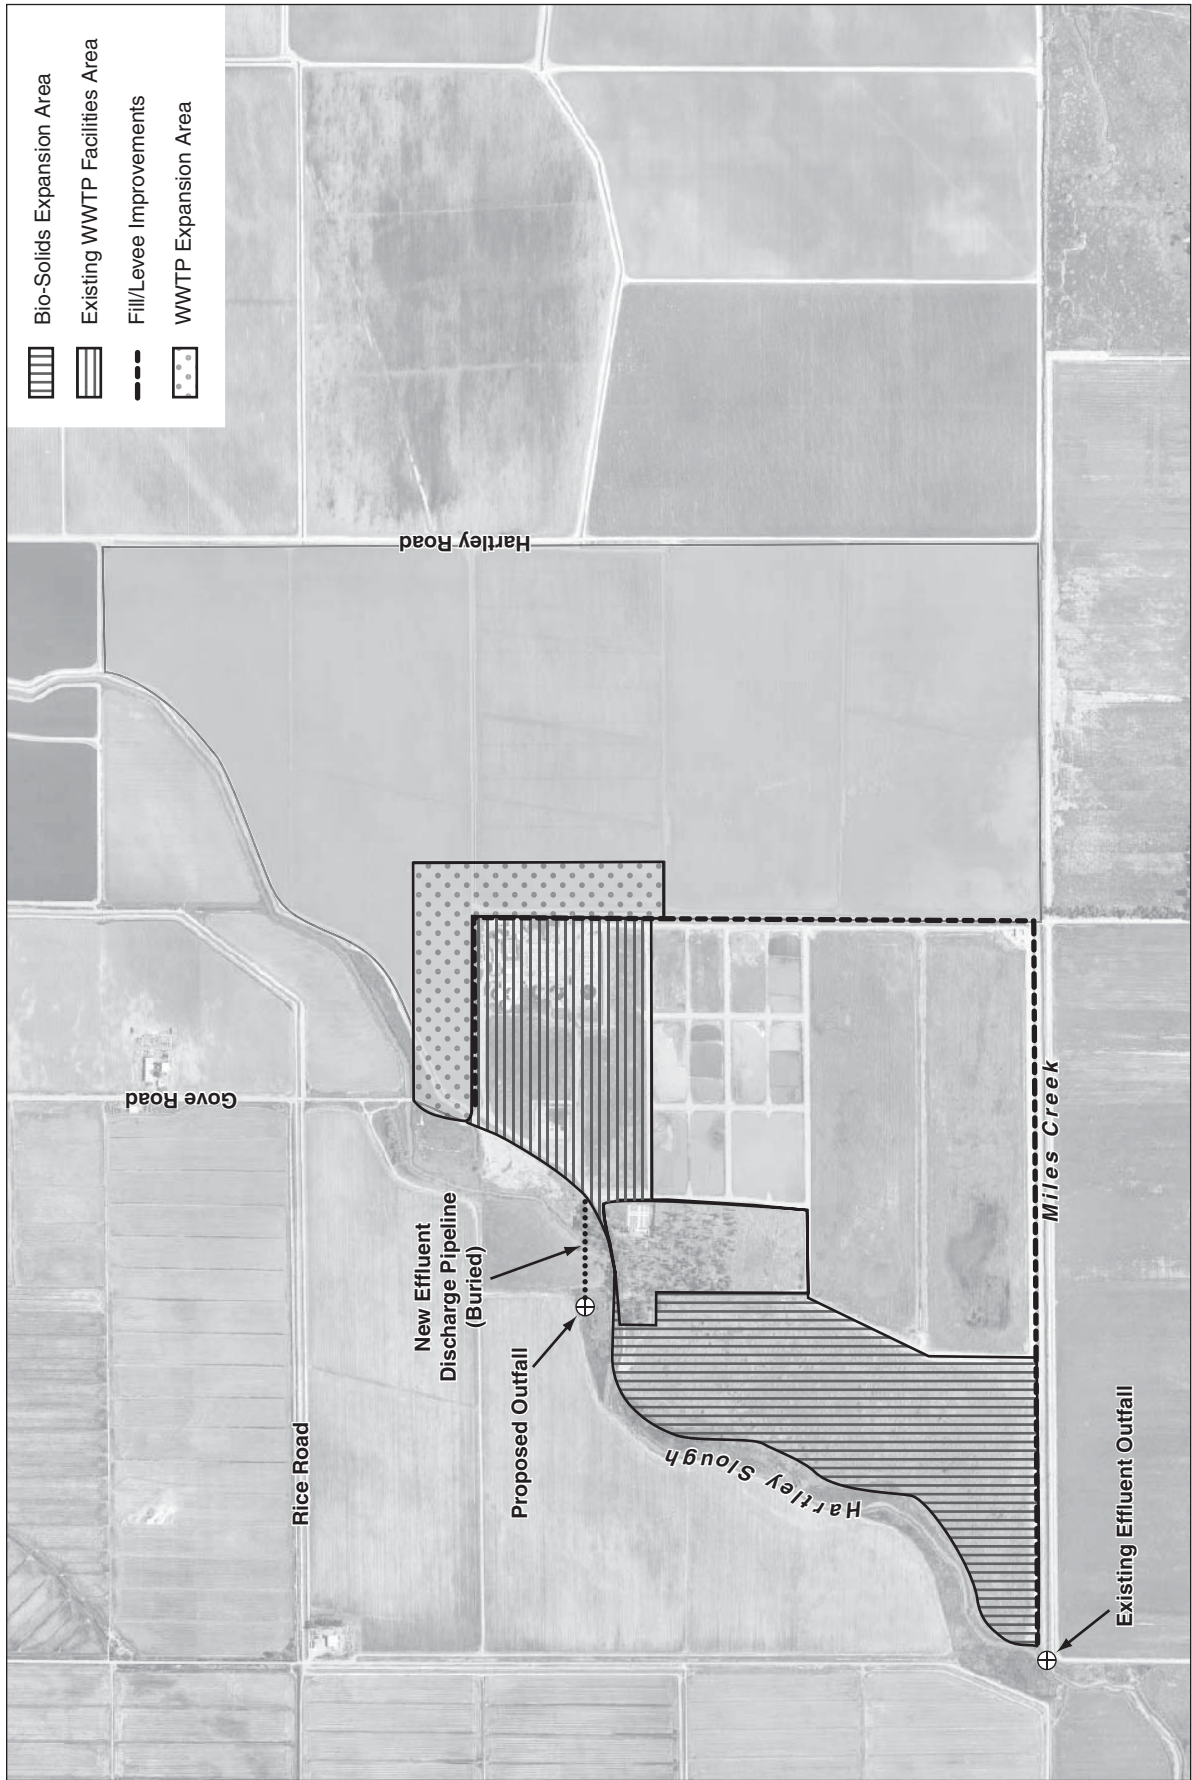 Bio-Solids Expansion Area
Existing WWTP Facilities Area
Fill/Levee Improvements
WWTP Expansion Area
Hartley Road
Gove Road
Rice Road
New Effluent
Discharge Pipeline
(Buried)
Proposed Outfall
Hartley Slough
Miles Creek
Existing Effluent Outfall